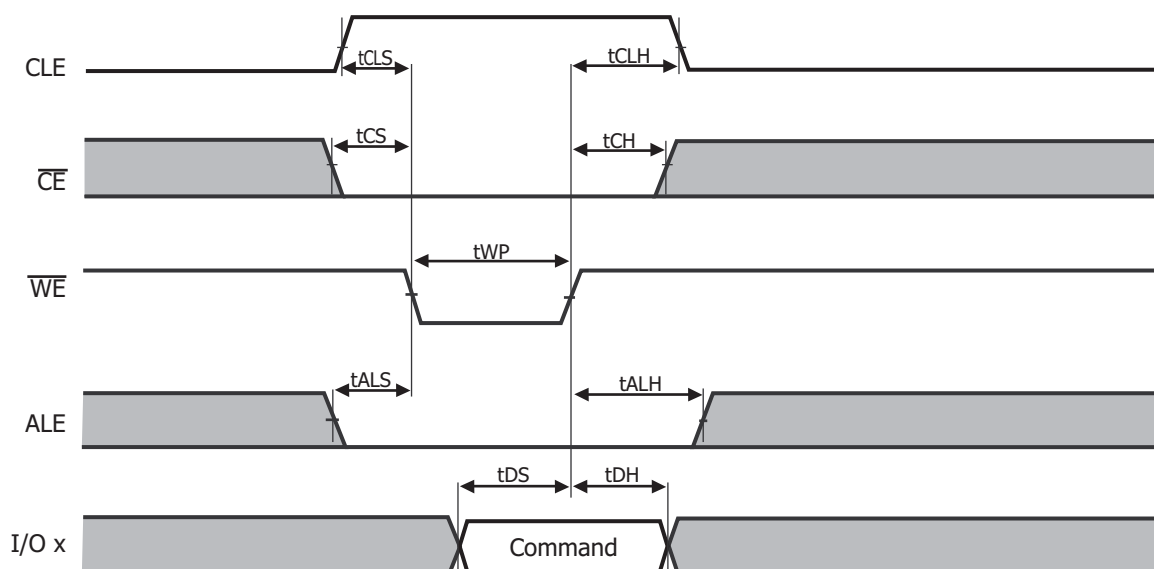 CLE
tCLS
tCLH
CE
tCS
tCH
WE
tWP
ALE
tALS
tALH
I/O x
tDS
tDH
Command